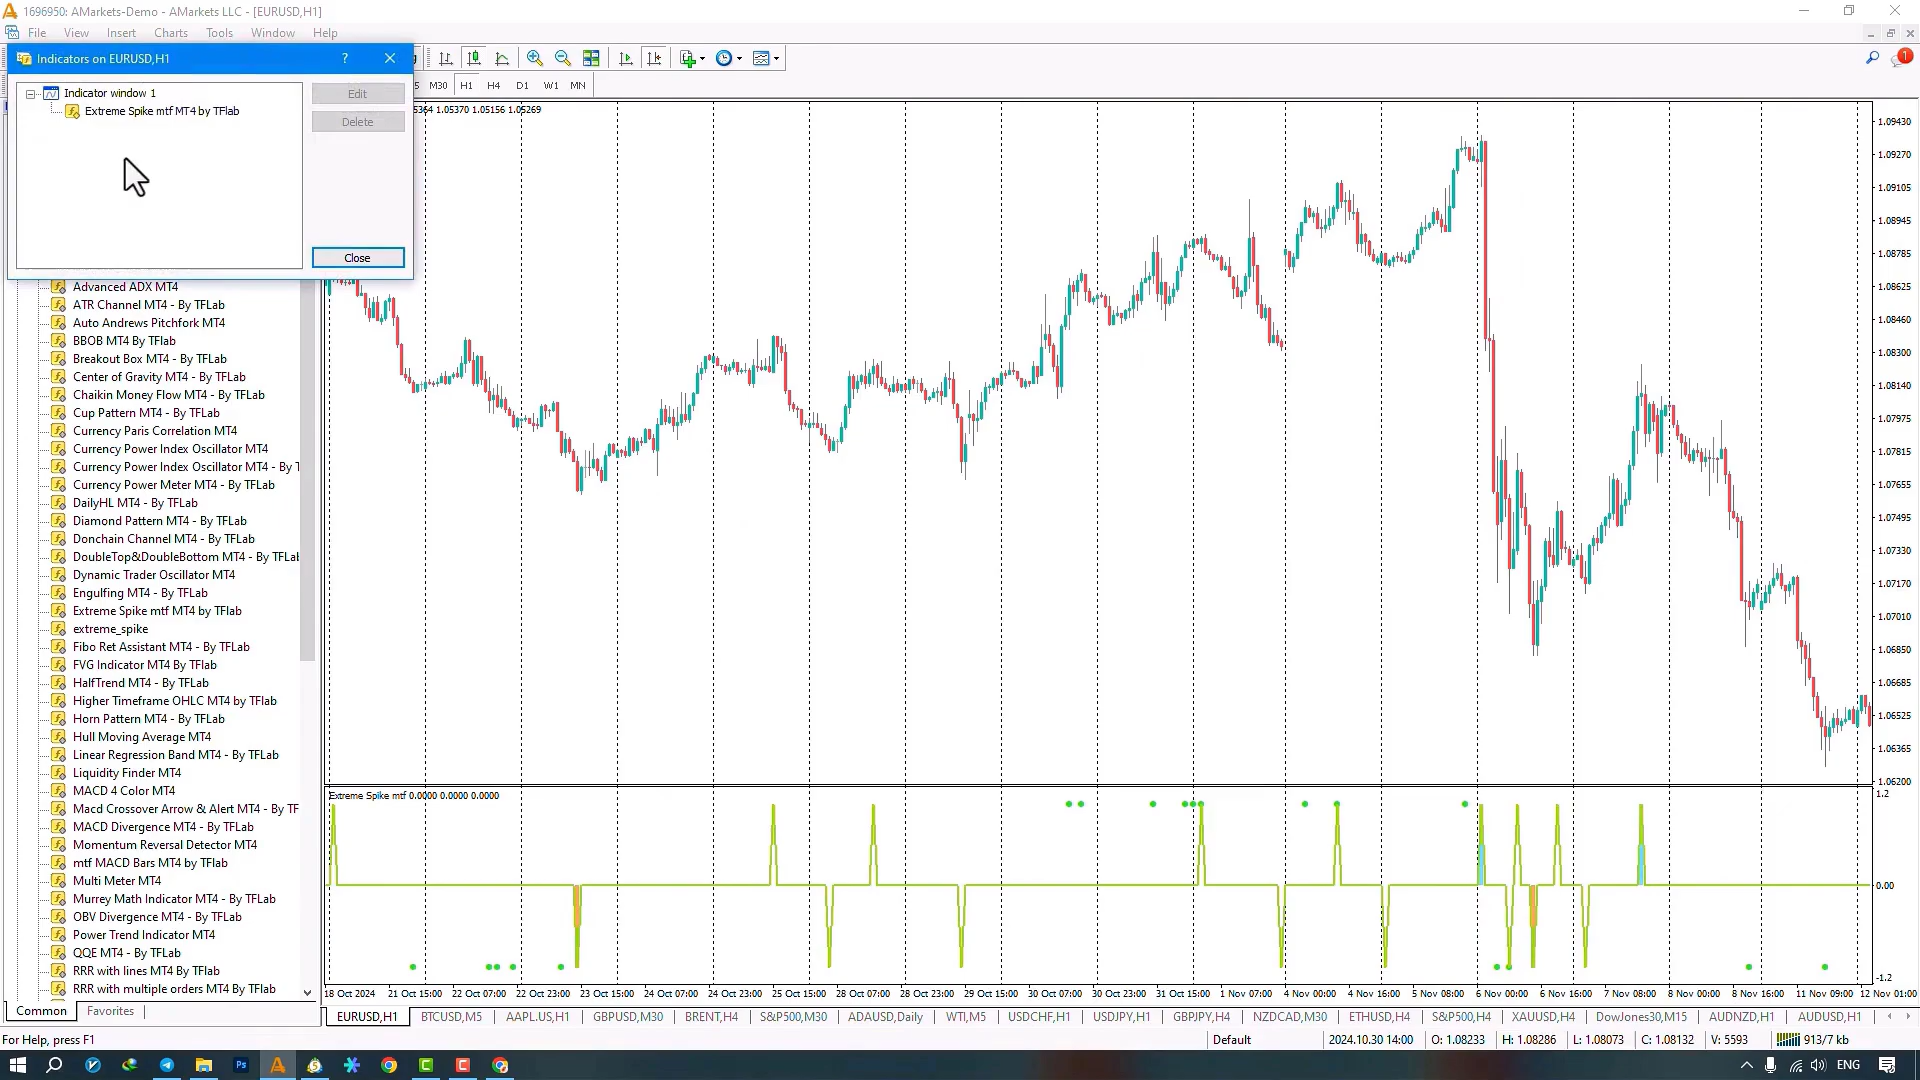 1696950: AMarkets-Demo - AMarkets LLC - [EURUSD,H1]
File View Insert Charts Tools Window Help
Indicators on EURUSD,H1
?
Indicator window 1
Extreme Spike mtf MT4 by TFlab
Edit
Delete
Close
M30 H1 H4 D1 W1 MN
1.05370 1.05156 1.05269
Advanced ADX MT4
ATR Channel MT4 - By TFLab
Auto Andrews Pitchfork MT4
BBOB MT4 By TFlab
Breakout Box MT4 - By TFLab
Center of Gravity MT4 - By TFLab
Chaikin Money Flow MT4 - By TFLab
Cup Pattern MT4 - By TFLab
Currency Paris Correlation MT4
Currency Power Index Oscillator MT4
Currency Power Index Oscillator MT4 - By T
Currency Power Meter MT4 - By TFLab
DailyHL MT4 - By TFLab
Diamond Pattern MT4 - By TFLab
Donchain Channel MT4 - By TFLab
DoubleTop&DoubleBottom MT4 - By TFLab
Dynamic Trader Oscillator MT4
Engulfing MT4 - By TFLab
Extreme Spike mtf MT4 by TFlab
extreme_spike
Fibo Ret Assistant MT4 - By TFLab
FVG Indicator MT4 By TFlab
HalfTrend MT4 - By TFLab
Higher Timeframe OHLC MT4 by TFlab
Horn Pattern MT4 - By TFLab
Hull Moving Average MT4
Linear Regression Band MT4 - By TFLab
Liquidity Finder MT4
MACD 4 Color MT4
Macd Crossover Arrow & Alert MT4 - By TF
MACD Divergence MT4 - By TFLab
Momentum Reversal Detector MT4
mtf MACD Bars MT4 by TFlab
Multi Meter MT4
Murrey Math Indicator MT4 - By TFLab
OBV Divergence MT4 - By TFLab
Power Trend Indicator MT4
QQE MT4 - By TFLab
RRR with lines MT4 By TFlab
RRR with multiple orders MT4 By TFLab
Common Favorites
1.09430
1.09270
1.09105
1.08945
1.08785
1.08625
1.08460
1.08300
1.08140
1.07975
1.07815
1.07655
1.07495
1.07330
1.07170
1.07010
1.06850
1.06685
1.06525
1.06365
1.06200
Extreme Spike mtf 0.0000 0.0000 0.0000
1.2
0.00
-1.2
18 Oct 2024 21 Oct 15:00 22 Oct 07:00 22 Oct 23:00 23 Oct 15:00 24 Oct 07:00 24 Oct 23:00 25 Oct 15:00 28 Oct 07:00 28 Oct 23:00 29 Oct 15:00 30 Oct 07:00 30 Oct 23:00 31 Oct 15:00 1 Nov 07:00 4 Nov 00:00 4 Nov 16:00 5 Nov 08:00 6 Nov 00:00 6 Nov 16:00 7 Nov 08:00 8 Nov 00:00 8 Nov 16:00 11 Nov 09:00 12 Nov 01:00
EURUSD,H1 BTCUSD,M5 AAPL.US,H1 GBPUSD,M30 BRENT,H4 S&P500,M30 ADAUSD,Daily WTI,M5 USDCHF,H1 USDJPY,H1 GBPJPY,H4 NZDCAD,M30 ETHUSD,H4 S&P500,H4 XAUUSD,H4 DowJones30,M15 AUDNZD,H1 AUDUSD,H1
For Help, press F1
Default 2024.10.30 14:00 O: 1.08233 H: 1.08286 L: 1.08073 C: 1.08132 V: 5593 913/7 kb
1
ENG